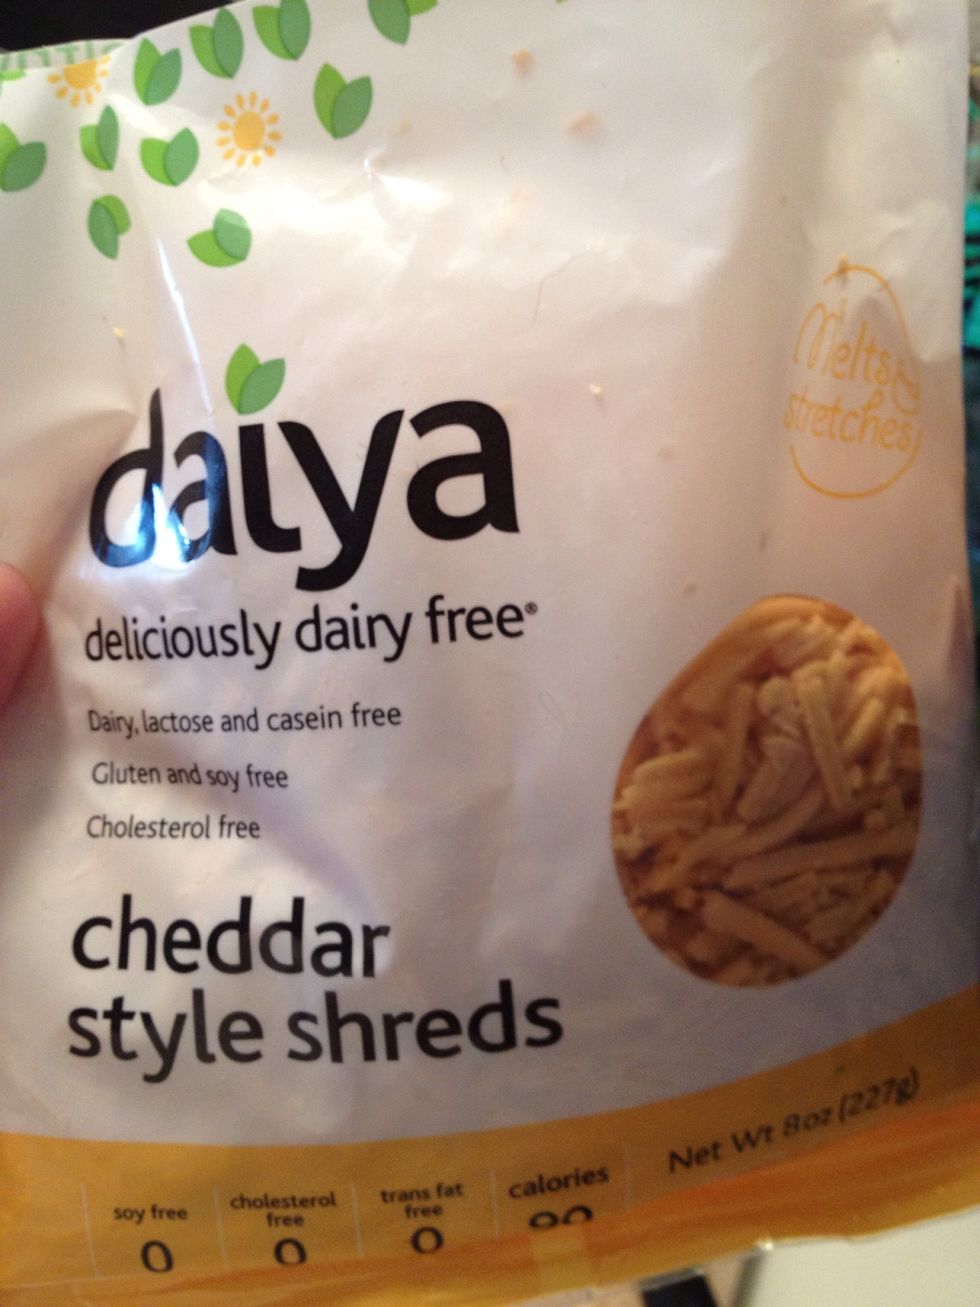 Melts &
stretches
daiya
deliciously dairy free®
Dairy, lactose and casein free
Gluten and soy free
Cholesterol free
cheddar
style shreds
Net Wt 8oz (227g)
soy free
0
cholesterol
free
0
trans fat
free
0
calories
90